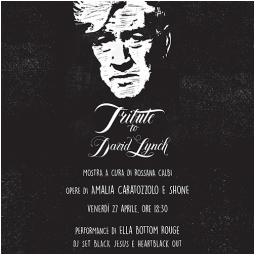 Tribute
to
David Lynch
MOSTRA A CURA DI ROSSANA CALBI
OPERE DI AMALIA CARATOZZOLO E SHONE
VENERDÌ 27 APRILE, ORE 18:30
PERFORMANCE DI ELLA BOTTOM ROUGE
DJ SET BLACK JESUS E HEARTBLACK OUT